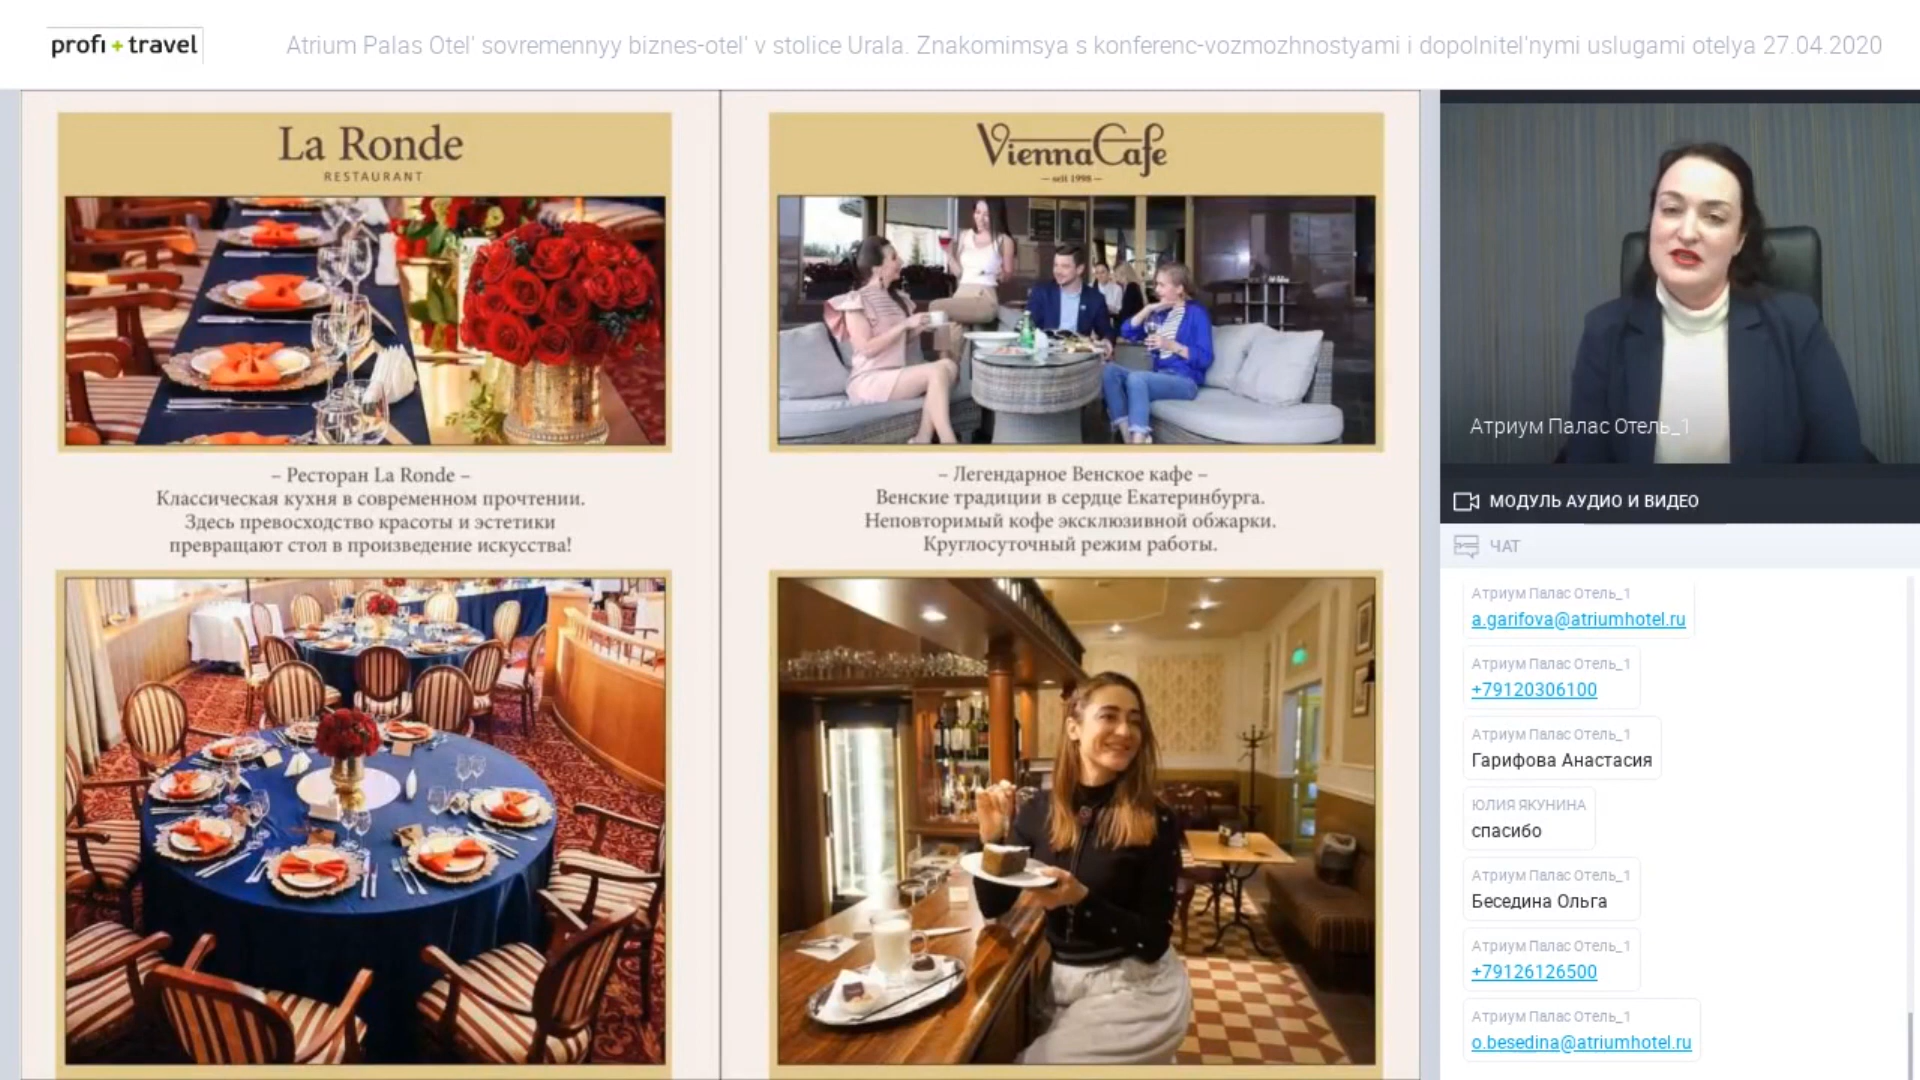 profi + travel
Atrium Palas Otel' sovremennyy biznes-otel' v stolice Urala. Znakomimsya s konferenc-vozmozhnostyami i dopolnitel'nymi uslugami otelya 27.04.2020
La Ronde
RESTAURANT
– Ресторан La Ronde –
Классическая кухня в современном прочтении.
Здесь превосходство красоты и эстетики
превращают стол в произведение искусства!
ViennaCafe
— seit 1998 —
– Легендарное Венское кафе –
Венские традиции в сердце Екатеринбурга.
Неповторимый кофе эксклюзивной обжарки.
Круглосуточный режим работы.
Атриум Палас Отель_1
МОДУЛЬ АУДИО И ВИДЕО
ЧАТ
Атриум Палас Отель_1
a.garifova@atriumhotel.ru
Атриум Палас Отель_1
+79120306100
Атриум Палас Отель_1
Гарифова Анастасия
ЮЛИЯ ЯКУНИНА
спасибо
Атриум Палас Отель_1
Беседина Ольга
Атриум Палас Отель_1
+79126126500
Атриум Палас Отель_1
o.besedina@atriumhotel.ru